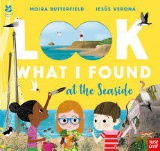 MOIRA BUTTERFIELD JESÚS VERONA
LOOK
WHAT I FOUND
at the Seaside